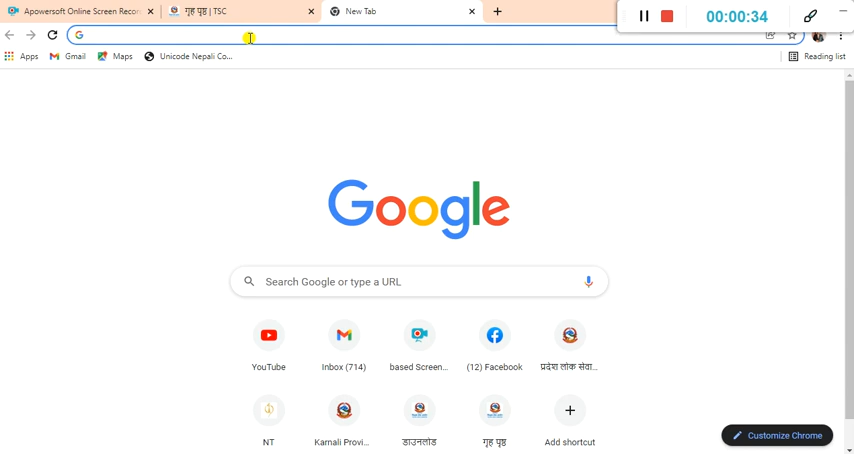 Apowersoft Online Screen Recor
गृह पृष्ठ | TSC
New Tab
00:00:34
Apps
Gmail
Maps
Unicode Nepali Co...
Reading list
Google
Search Google or type a URL
YouTube
Inbox (714)
based Screen...
(12) Facebook
प्रदेश लोक सेवा...
NT
Karnali Provi...
डाउनलोड
गृह पृष्ठ
Add shortcut
Customize Chrome